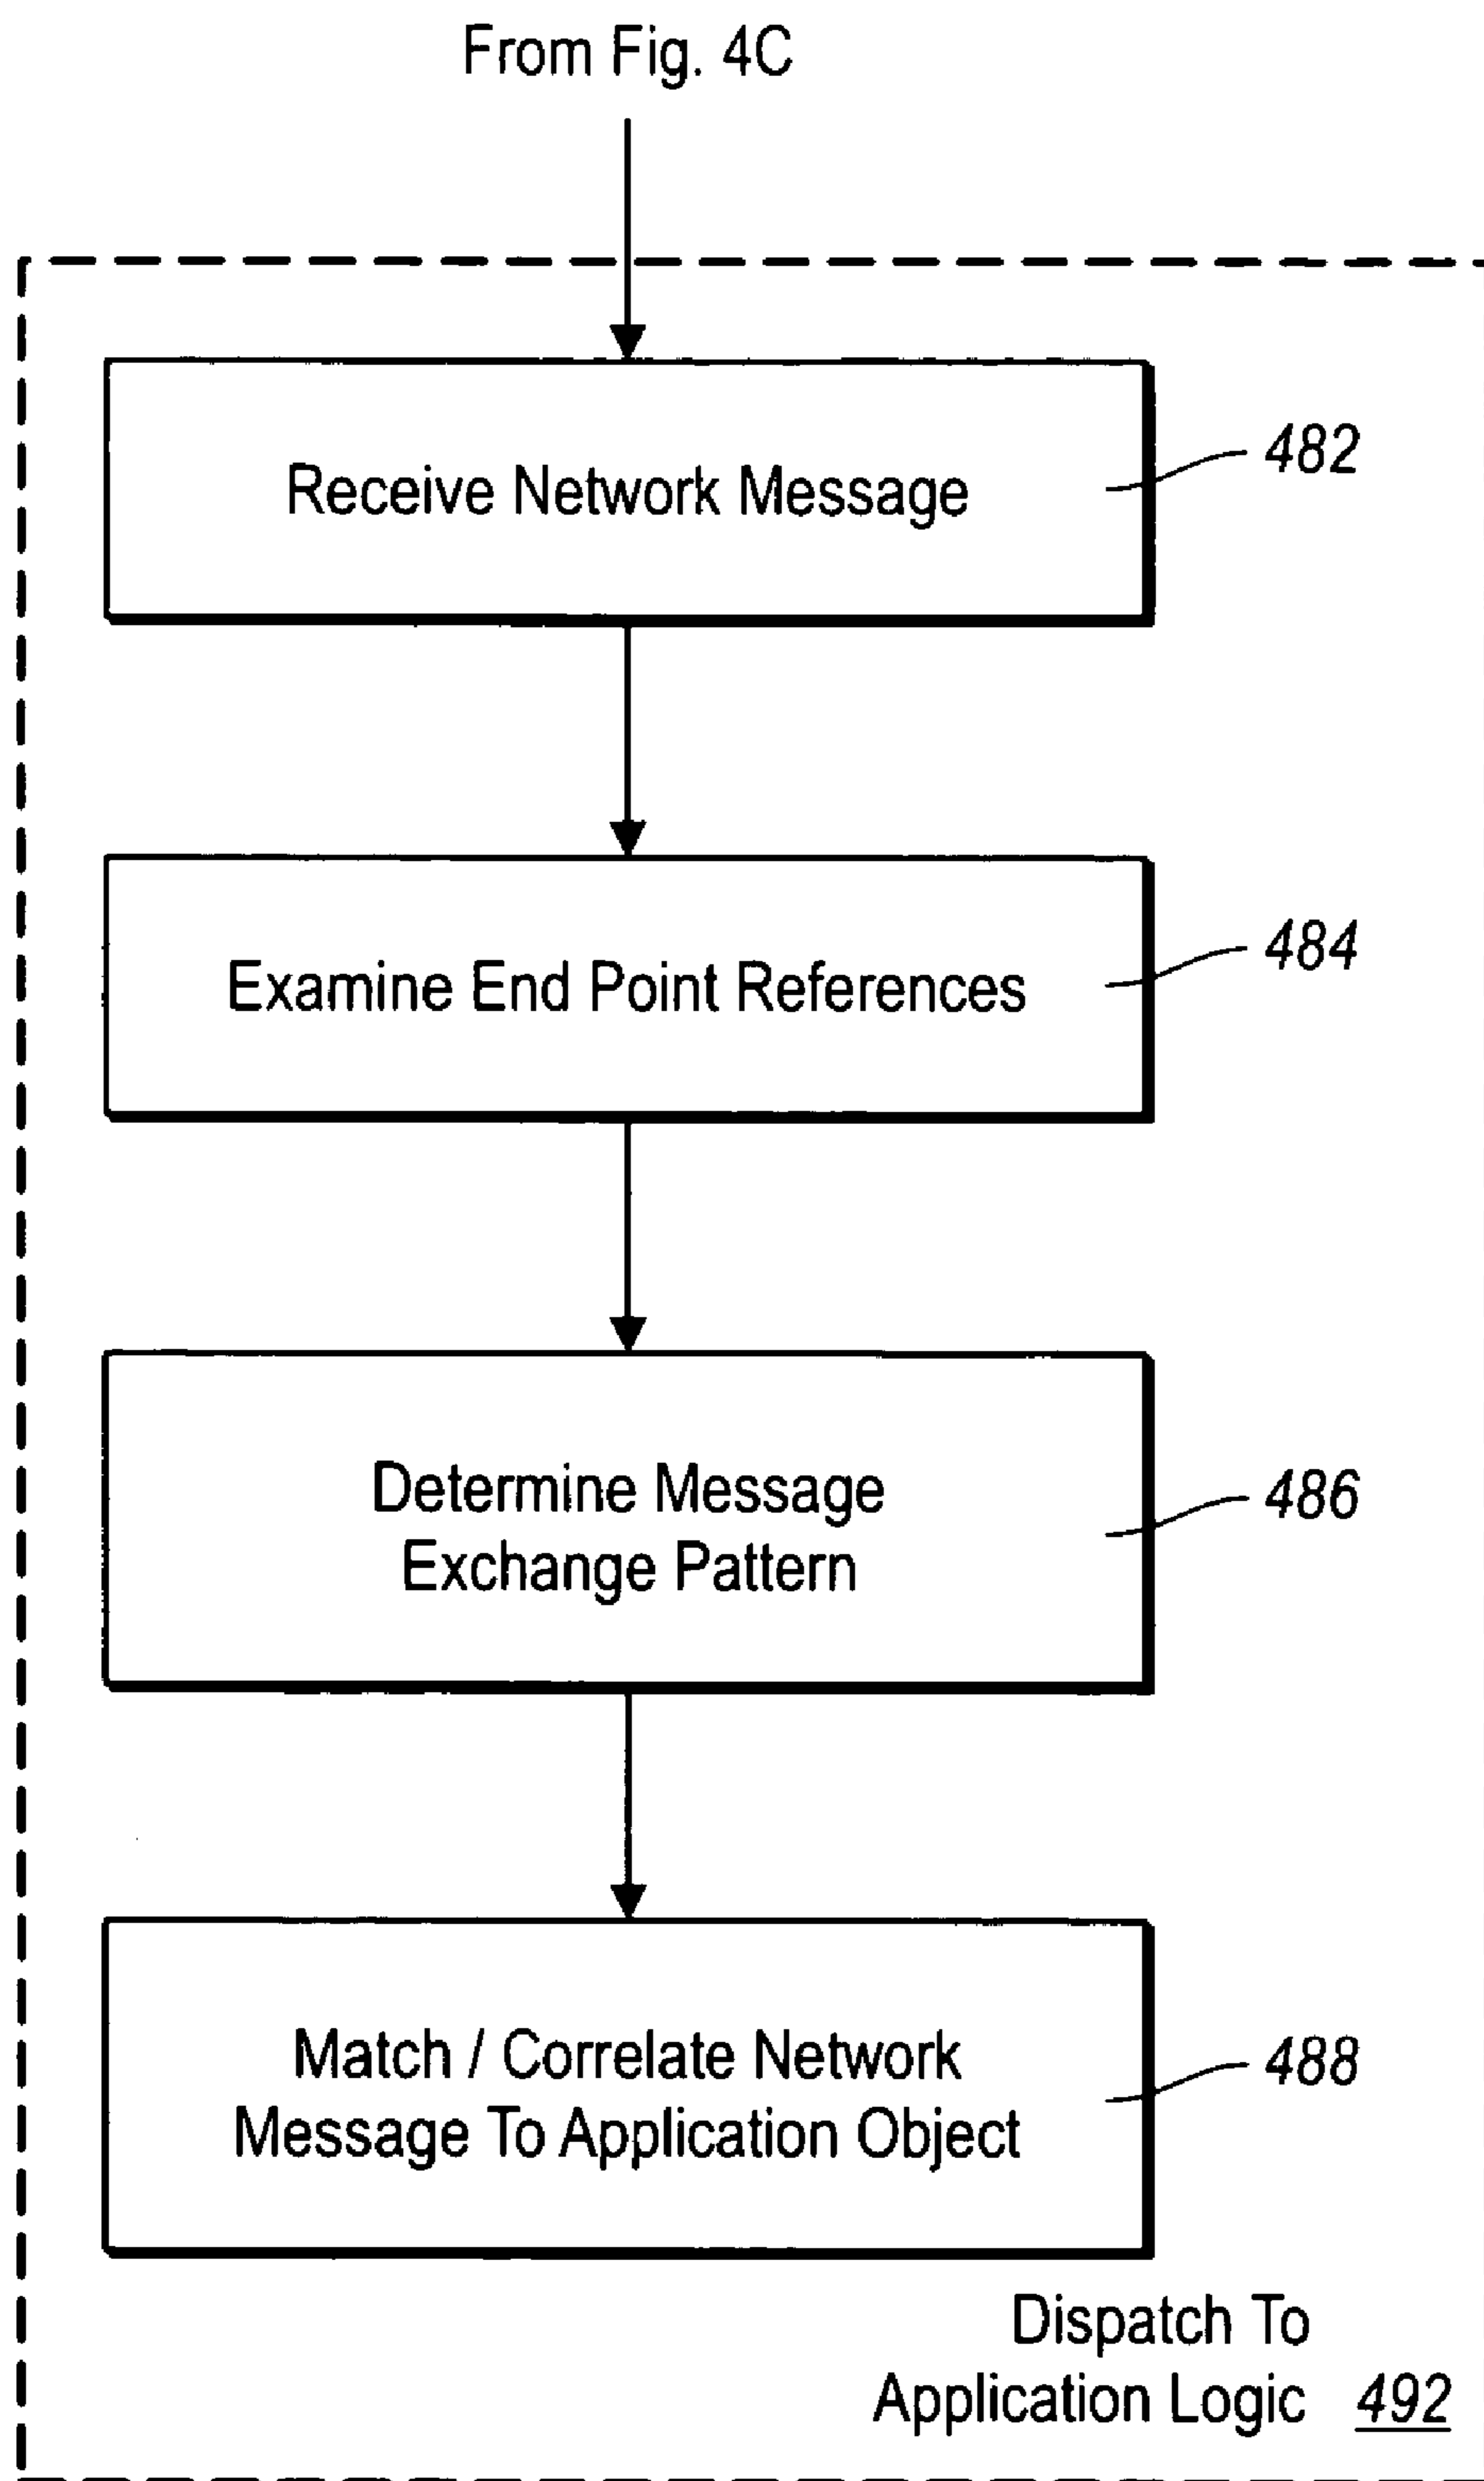 From Fig. 4C
Receive Network Message
482
Examine End Point References
484
Determine Message
Exchange Pattern
486
Match / Correlate Network
Message To Application Object
488
Dispatch To
Application Logic 492